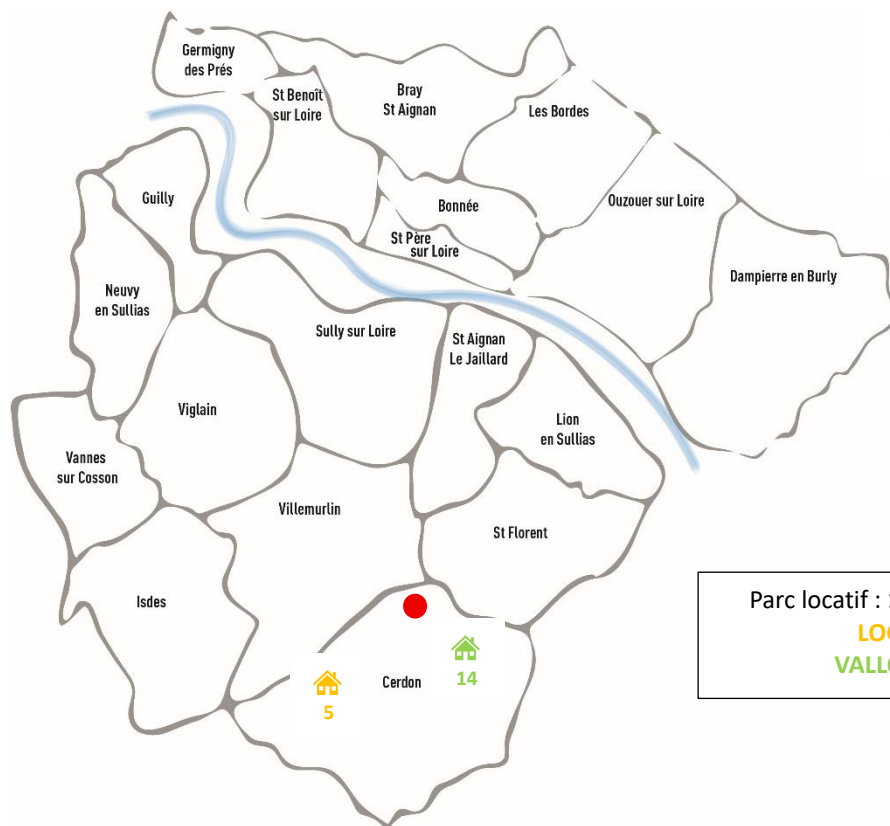 Germigny
des Prés
St Benoît
sur Loire
Bray
St Aignan
Les Bordes
Guilly
Bonnée
Ouzouer sur Loire
St Père
sur Loire
Dampierre en Burly
Neuvy
en Sullias
Sully sur Loire
St Aignan
Le Jaillard
Viglain
Lion
en Sullias
Vannes
sur Cosson
Villemurlin
St Florent
Isdes
Cerdon
14
5
Parc locatif :
LOG
VALLO